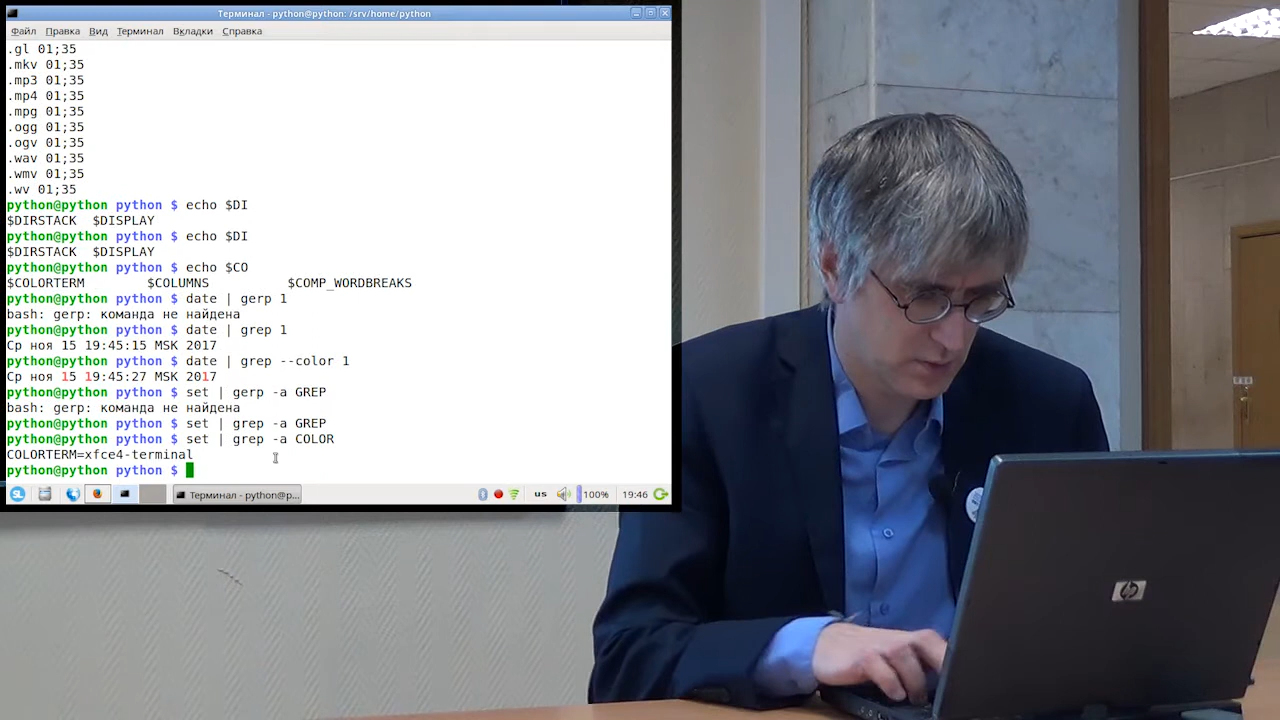 Терминал - python@python: /srv/home/python
Файл Правка Вид Терминал Вкладки Справка
.gl 01;35
.mkv 01;35
.mp3 01;35
.mp4 01;35
.mpg 01;35
.ogg 01;35
.ogv 01;35
.wav 01;35
.wmv 01;35
.wv 01;35
python@python python $ echo $DI
$DIRSTACK $DISPLAY
python@python python $ echo $DI
$DIRSTACK $DISPLAY
python@python python $ echo $CO
$COLORTERM $COLUMNS $COMP_WORDBREAKS
python@python python $ date | gerp 1
bash: gerp: команда не найдена
python@python python $ date | grep 1
Ср ноя 15 19:45:15 MSK 2017
python@python python $ date | grep --color 1
Ср ноя 15 19:45:27 MSK 2017
python@python python $ set | gerp -a GREP
bash: gerp: команда не найдена
python@python python $ set | grep -a GREP
python@python python $ set | grep -a COLOR
COLORTERM=xfce4-terminal
python@python python $
Терминал - python@p... us 100% 19:46
hp